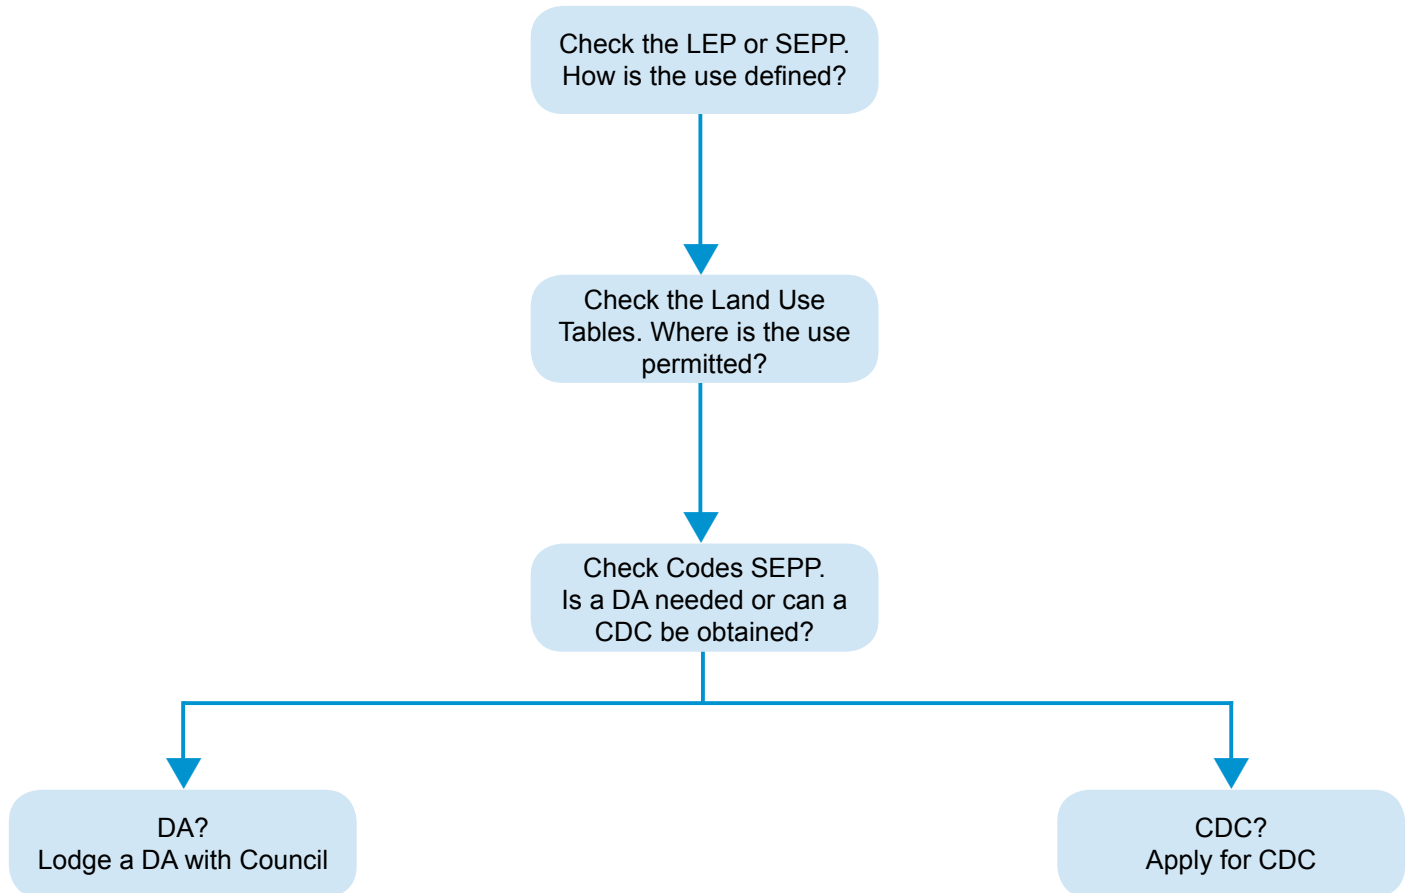 Check the LEP or SEPP.
How is the use defined?
Check the Land Use
Tables. Where is the use
permitted?
Check Codes SEPP.
Is a DA needed or can a
CDC be obtained?
DA?
Lodge a DA with Council
CDC?
Apply for CDC